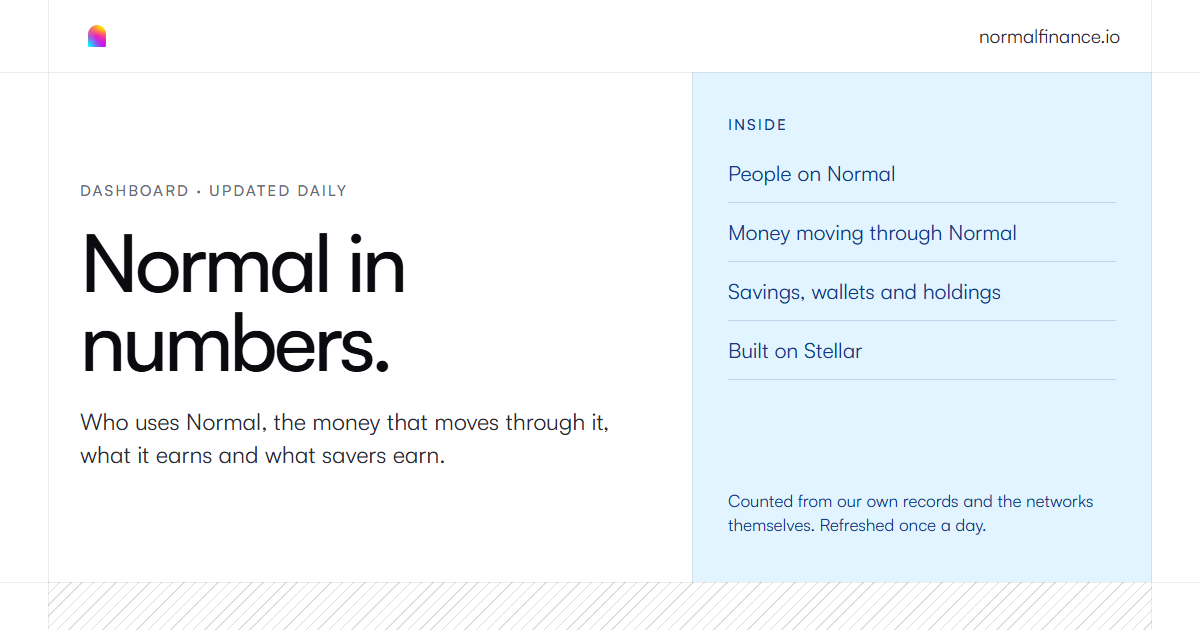 normalfinance.io
DASHBOARD · UPDATED DAILY
Normal in
numbers.
Who uses Normal, the money that moves through it,
what it earns and what savers earn.
INSIDE
People on Normal
Money moving through Normal
Savings, wallets and holdings
Built on Stellar
Counted from our own records and the networks
themselves. Refreshed once a day.